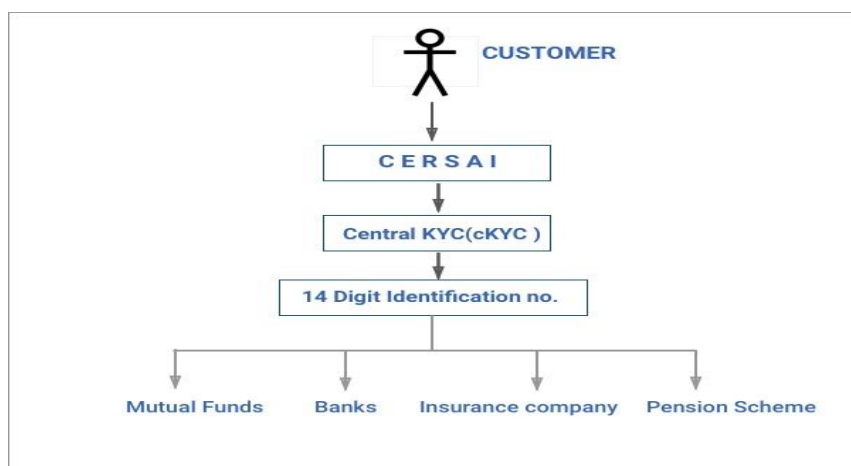 CUSTOMER
C E R S A I
Central KYC(cKYC )
14 Digit Identification no.
Mutual Funds Banks Insurance company Pension Scheme